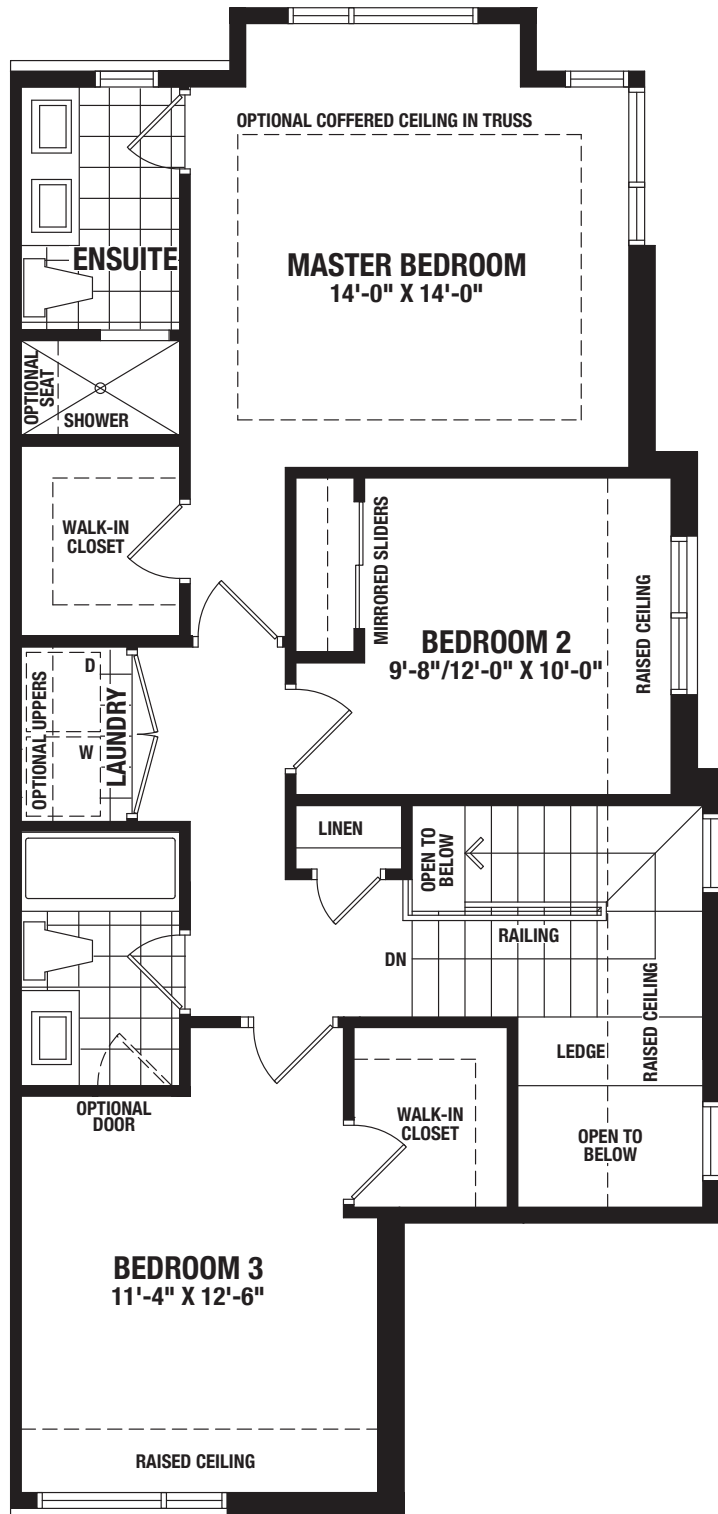 OPTIONAL COFFERED CEILING IN TRUSS
ENSUITE
MASTER BEDROOM
14'-0" X 14'-0"
OPTIONAL
SEAT
SHOWER
WALK-IN
CLOSET
MIRRORED SLIDERS
BEDROOM 2
9'-8"/12'-0" X 10'-0"
RAISED CEILING
OPTIONAL UPPERS
D
W
LAUNDRY
LINEN
OPEN TO
BELOW
RAILING
DN
RAISED CEILING
LEDGE
OPTIONAL
DOOR
WALK-IN
CLOSET
OPEN TO
BELOW
BEDROOM 3
11'-4" X 12'-6"
RAISED CEILING